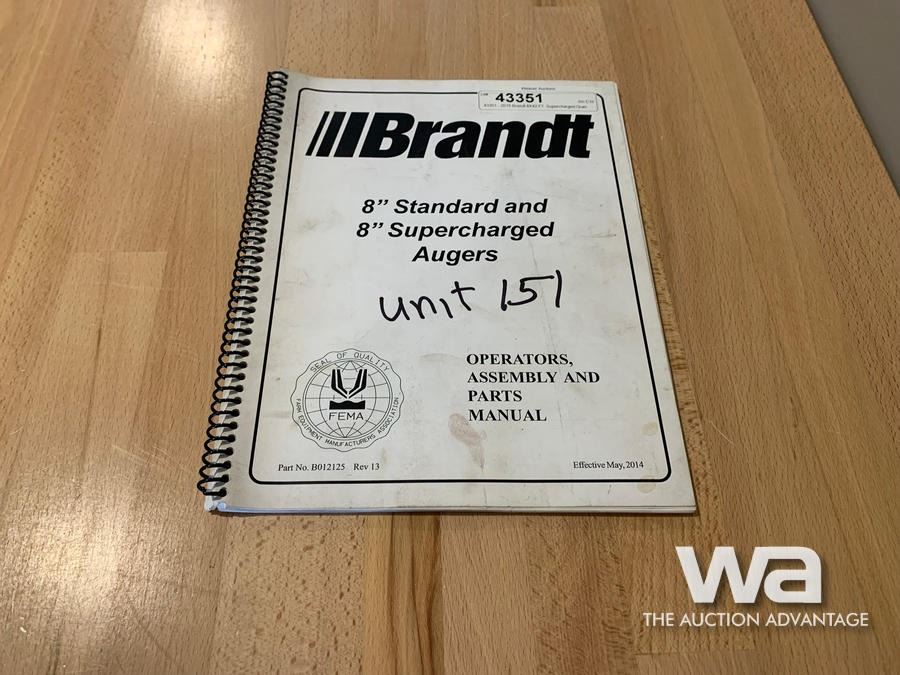 Lot
43351
Brandt
8” Standard and
8” Supercharged
Augers
unit 151
SEAL OF QUALITY
FEMA
FARM EQUIPMENT MANUFACTURERS ASSOCIATION
OPERATORS,
ASSEMBLY AND
PARTS
MANUAL
Part No. B012125 Rev 13
Effective May, 2014
wa
THE AUCTION ADVANTAGE